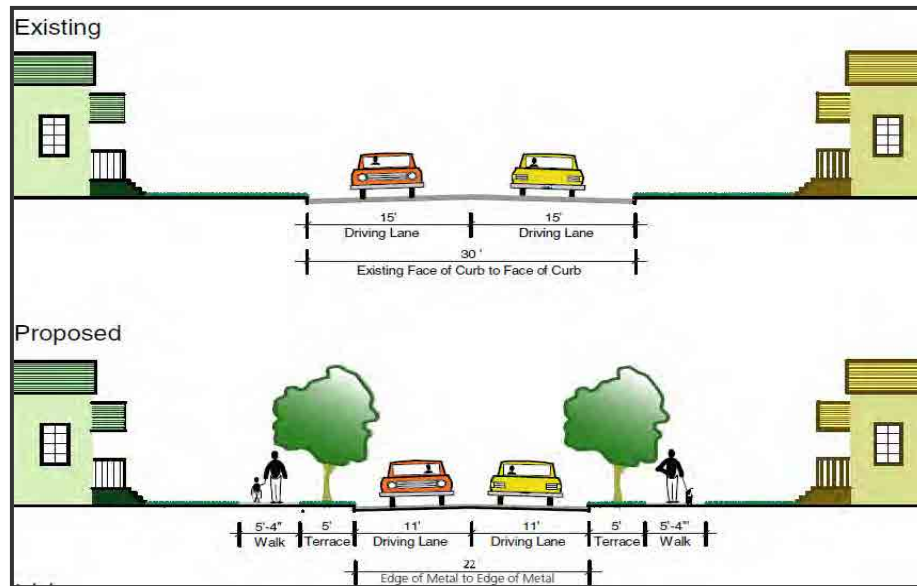 Existing
15' 15'
Driving Lane Driving Lane
30 '
Existing Face of Curb to Face of Curb
Proposed
5'-4" 5' 11' 11' 5' 5'-4"'
Walk Terrace Driving Lane Driving Lane Terrace Walk
22
Edge of Metal to Edge of Metal